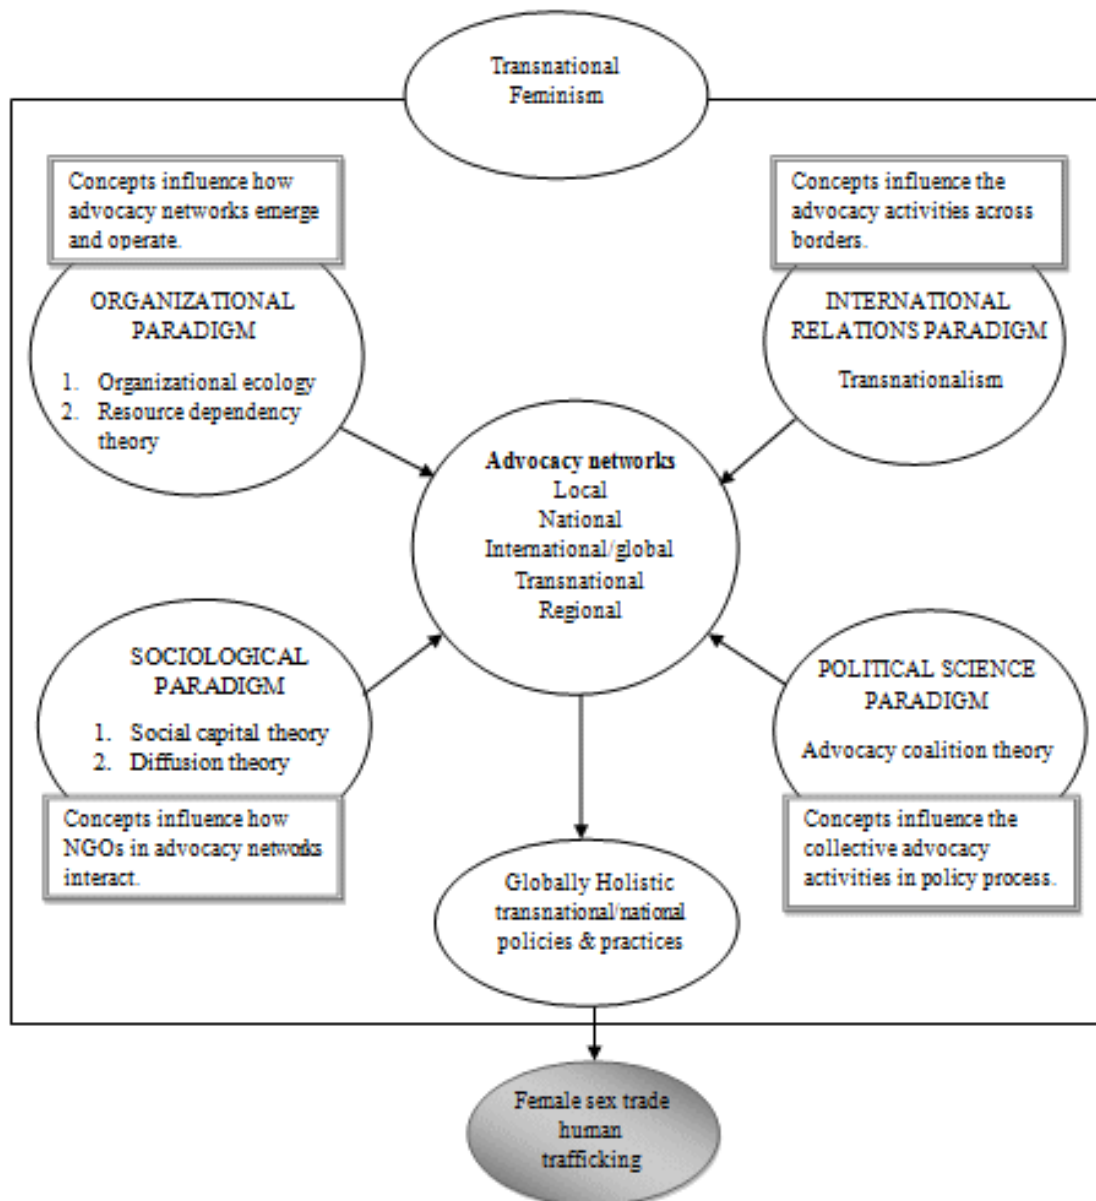 Transnational
Feminism
Concepts influence how
advocacy networks emerge
and operate.
ORGANIZATIONAL
PARADIGM
1. Organizational ecology
2. Resource dependency
theory
Concepts influence the
advocacy activities across
borders.
INTERNATIONAL
RELATIONS PARADIGM
Transnationalism
Advocacy networks
Local
National
International/global
Transnational
Regional
SOCIOLOGICAL
PARADIGM
1. Social capital theory
2. Diffusion theory
Concepts influence how
NGOs in advocacy networks
interact.
POLITICAL SCIENCE
PARADIGM
Advocacy coalition theory
Concepts influence the
collective advocacy
activities in policy process.
Globally Holistic
transnational/national
policies & practices
Female sex trade
human
trafficking